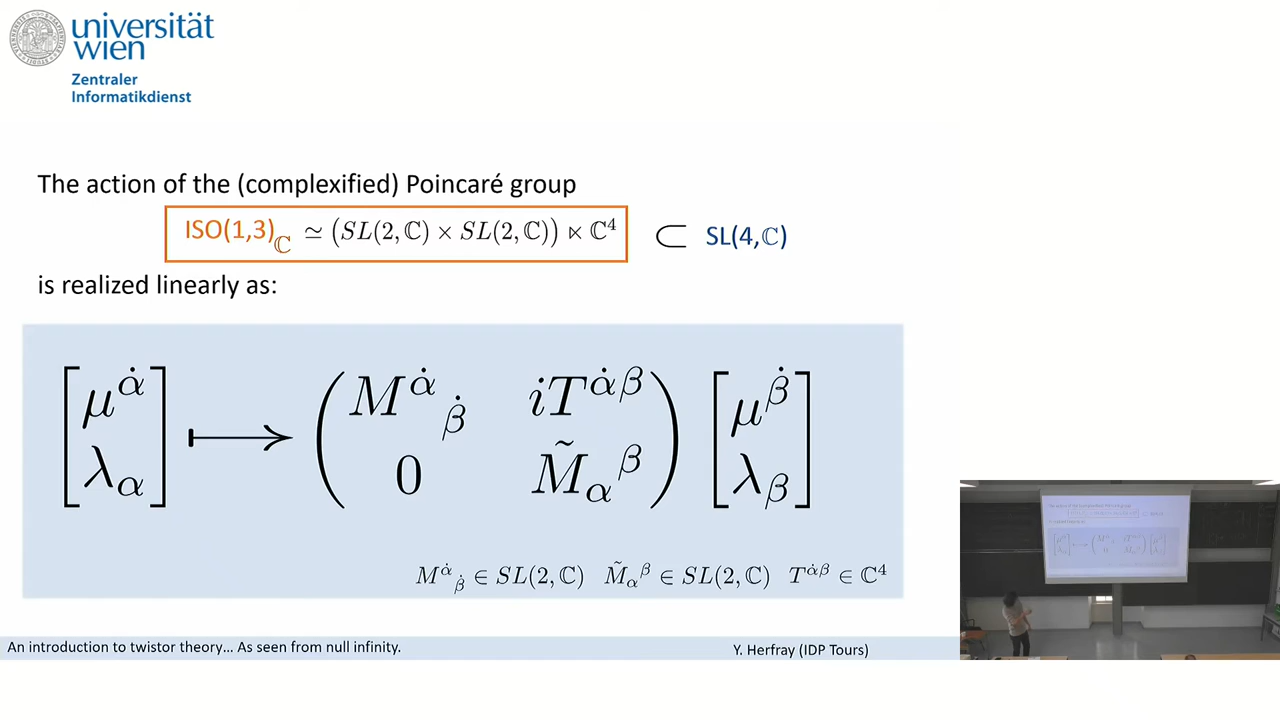 universität
wien
Zentraler
Informatikdienst
The action of the (complexified) Poincaré group
ISO(1,3)_ℂ ≃ (SL(2,ℂ) × SL(2,ℂ)) ⋉ ℂ⁴ ⊂ SL(4,ℂ)
is realized linearly as:
[μ^α̇ λ_α] ⟼ (M^α̇_β̇ iT^α̇β 0 M̃_α^β) [μ^β̇ λ_β]
M^α̇_β̇ ∈ SL(2,ℂ) M̃_α^β ∈ SL(2,ℂ) T^α̇β ∈ ℂ⁴
An introduction to twistor theory... As seen from null infinity.
Y. Herfray (IDP Tours)